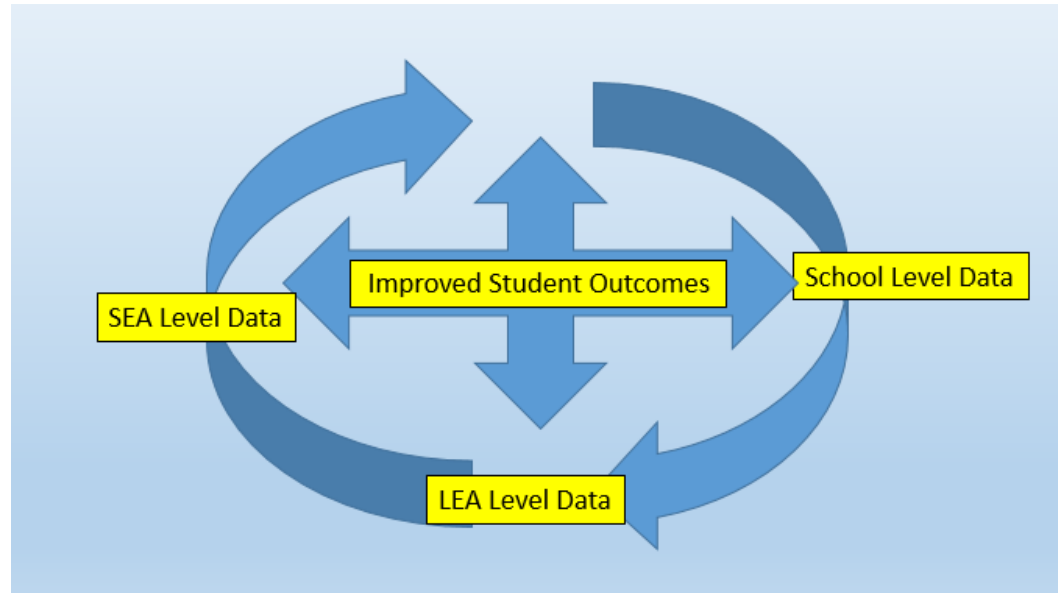 Improved Student Outcomes
School Level Data
SEA Level Data
LEA Level Data